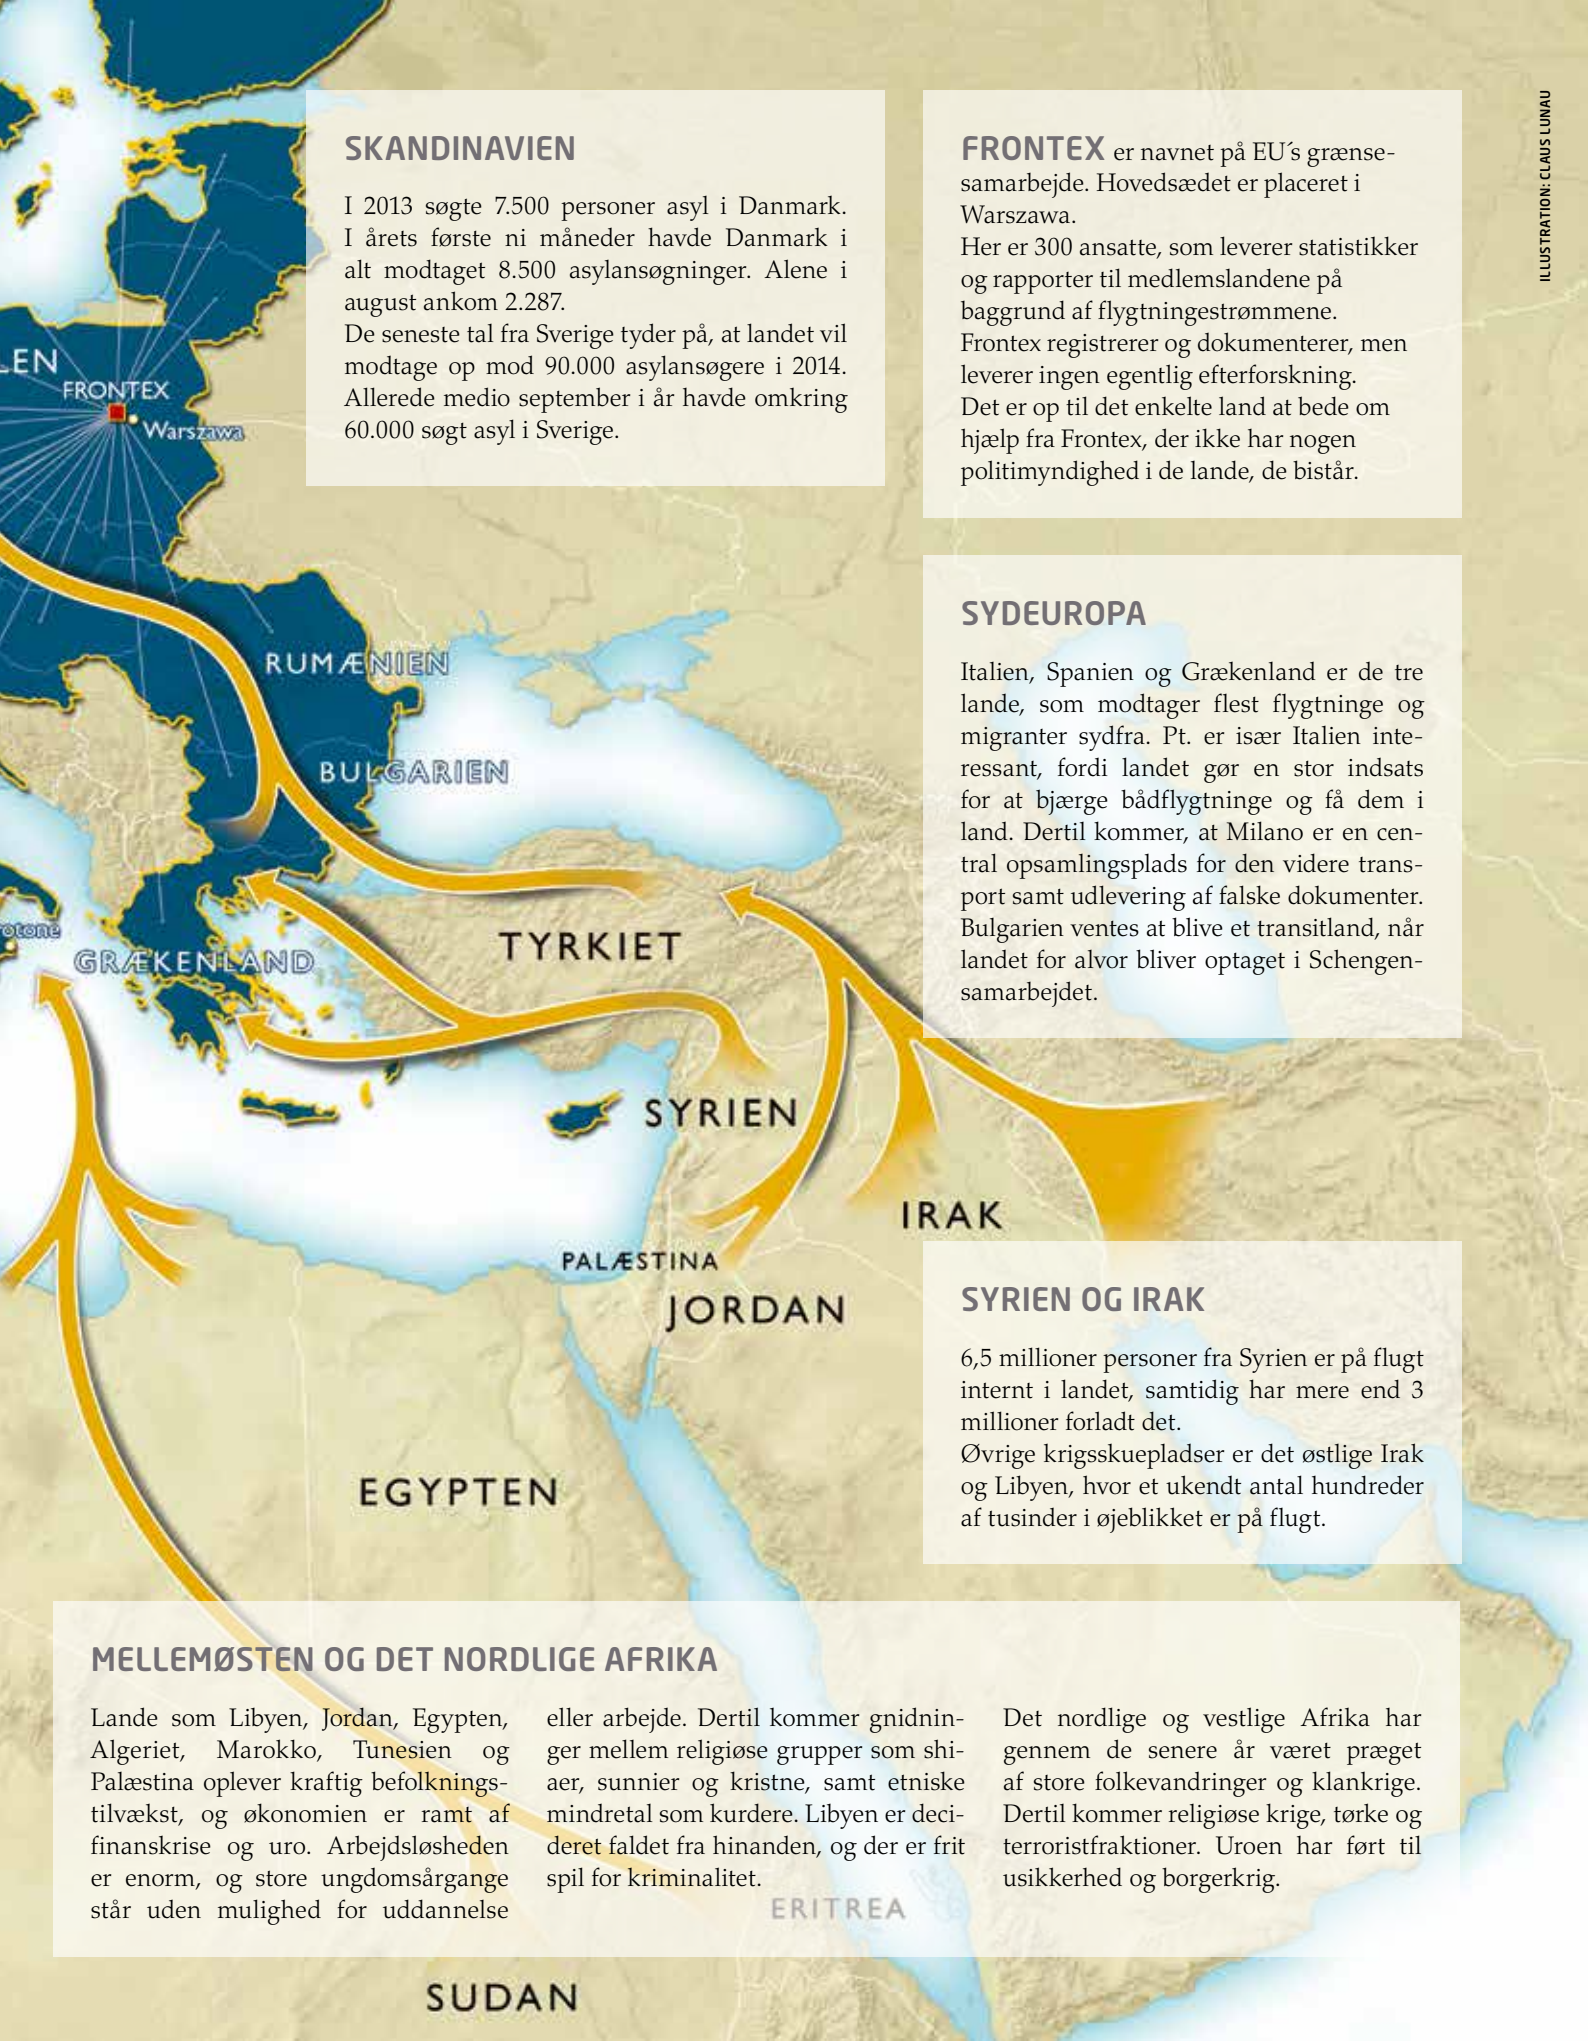 SKANDINAVIEN
I 2013 søgte 7.500 personer asyl i Danmark.
I årets første ni måneder havde Danmark i
alt modtaget 8.500 asylansøgninger. Alene i
august ankom 2.287.
De seneste tal fra Sverige tyder på, at landet vil
modtage op mod 90.000 asylansøgere i 2014.
Allerede medio september i år havde omkring
60.000 søgt asyl i Sverige.
FRONTEX er navnet på EU´s grænse-
samarbejde. Hovedsædet er placeret i
Warszawa.
Her er 300 ansatte, som leverer statistikker
og rapporter til medlemslandene på
baggrund af flygtningestrømmene.
Frontex registrerer og dokumenterer, men
leverer ingen egentlig efterforskning.
Det er op til det enkelte land at bede om
hjælp fra Frontex, der ikke har nogen
politimyndighed i de lande, de bistår.
ILLUSTRATION: CLAUS LUNAU
LEN
FRONTEX
Warszawa
SYDEUROPA
Italien, Spanien og Grækenland er de tre
lande, som modtager flest flygtninge og
migranter sydfra. Pt. er især Italien inte-
ressant, fordi landet gør en stor indsats
for at bjærge bådflygtninge og få dem i
land. Dertil kommer, at Milano er en cen-
tral opsamlingsplads for den videre trans-
port samt udlevering af falske dokumenter.
Bulgarien ventes at blive et transitland, når
landet for alvor bliver optaget i Schengen-
samarbejdet.
RUMÆNIEN
BULGARIEN
otone
GRÆKENLAND
TYRKIET
SYRIEN
IRAK
PALÆSTINA
JORDAN
EGYPTEN
SYRIEN OG IRAK
6,5 millioner personer fra Syrien er på flugt
internt i landet, samtidig har mere end 3
millioner forladt det.
Øvrige krigsskuepladser er det østlige Irak
og Libyen, hvor et ukendt antal hundreder
af tusinder i øjeblikket er på flugt.
MELLEMØSTEN OG DET NORDLIGE AFRIKA
Lande som Libyen, Jordan, Egypten,
Algeriet, Marokko, Tunesien og
Palæstina oplever kraftig befolknings-
tilvækst, og økonomien er ramt af
finanskrise og uro. Arbejdsløsheden
er enorm, og store ungdomsårgange
står uden mulighed for uddannelse
eller arbejde. Dertil kommer gnidnin-
ger mellem religiøse grupper som shi-
aer, sunnier og kristne, samt etniske
mindretal som kurdere. Libyen er deci-
deret faldet fra hinanden, og der er frit
spil for kriminalitet.
Det nordlige og vestlige Afrika har
gennem de senere år været præget
af store folkevandringer og klankrige.
Dertil kommer religiøse krige, tørke og
terroristfraktioner. Uroen har ført til
usikkerhed og borgerkrig.
ERITREA
SUDAN